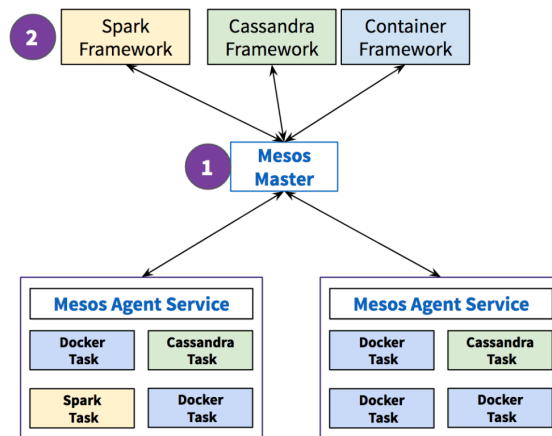 2
Spark
Framework
Cassandra
Framework
Container
Framework
1
Mesos
Master
Mesos Agent Service
Docker
Task
Cassandra
Task
Spark
Task
Docker
Task
Mesos Agent Service
Docker
Task
Cassandra
Task
Docker
Task
Docker
Task